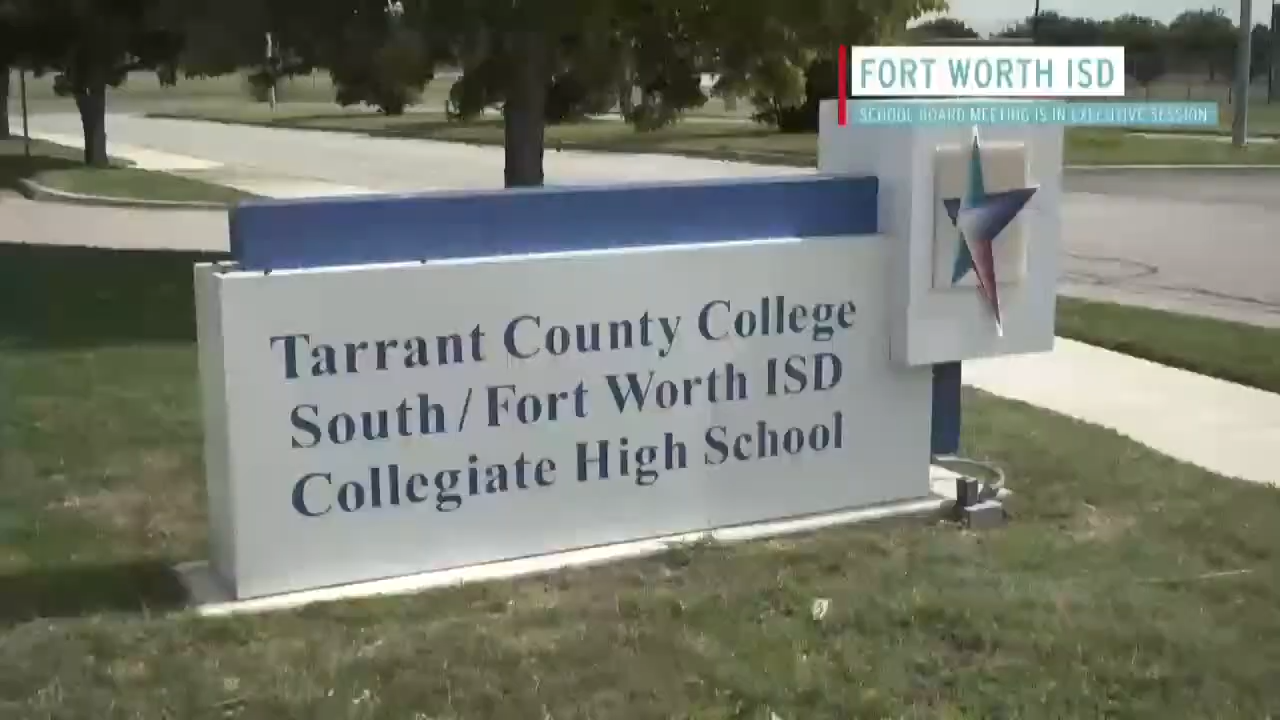 FORT WORTH ISD
SCHOOL BOARD MEETING IS IN EXECUTIVE SESSION
Tarrant County College
South/Fort Worth ISD
Collegiate High School